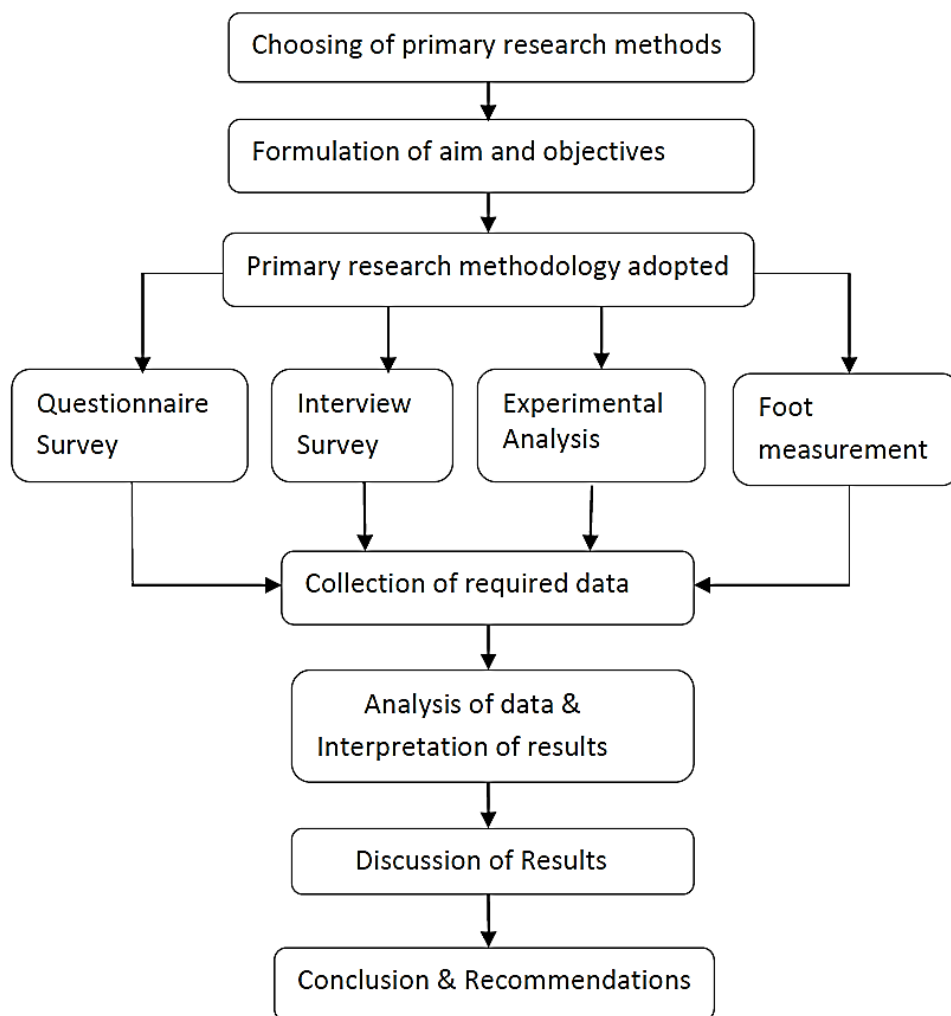 Choosing of primary research methods
Formulation of aim and objectives
Primary research methodology adopted
Questionnaire
Survey
Interview
Survey
Experimental
Analysis
Foot
measurement
Collection of required data
Analysis of data &
Interpretation of results
Discussion of Results
Conclusion & Recommendations